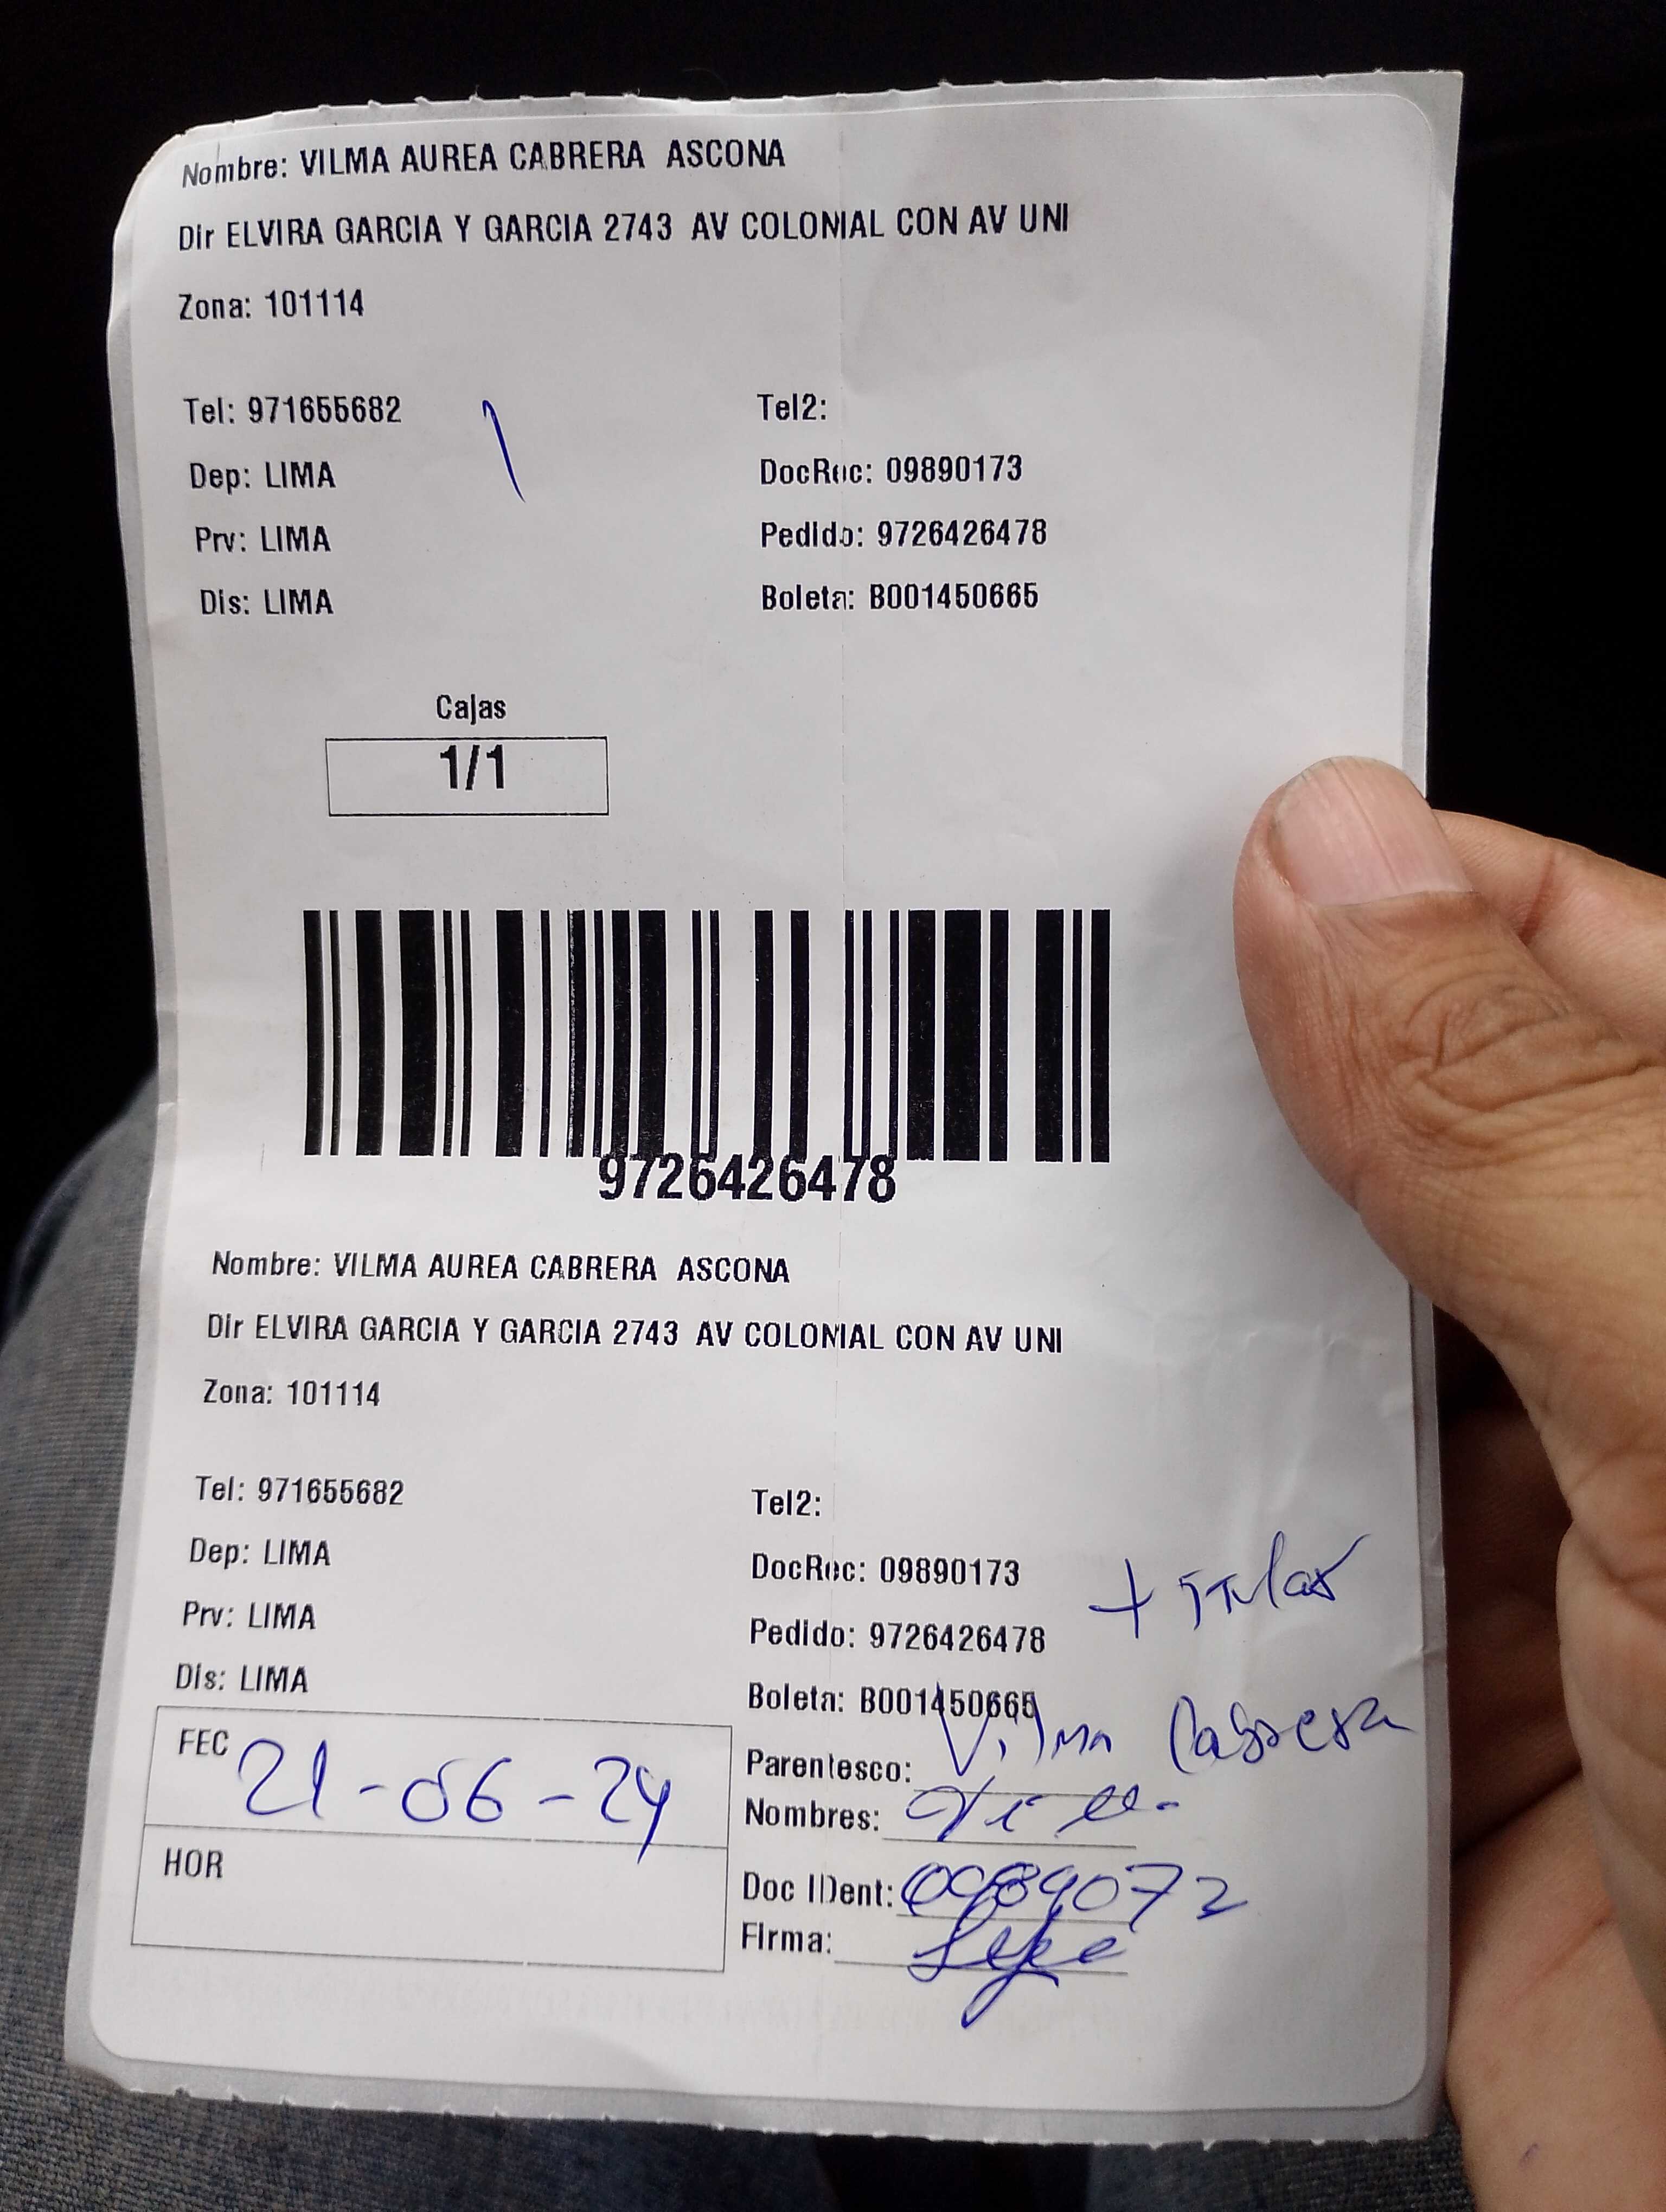 Nombre: VILMA AUREA CABRERA ASCONA
Dir ELVIRA GARCIA Y GARCIA 2743 AV COLONIAL CON AV UNI
Zona: 101114
Tel: 971655682 Tel2:
Dep: LIMA DocRec: 09890173
Prv: LIMA Pedido: 9726426478
Dis: LIMA Boleta: B001450665
Cajas
1/1
9726426478
Nombre: VILMA AUREA CABRERA ASCONA
Dir ELVIRA GARCIA Y GARCIA 2743 AV COLONIAL CON AV UNI
Zona: 101114
Tel: 971655682 Tel2:
Dep: LIMA DocRec: 09890173
+ titular
Prv: LIMA Pedido: 9726426478
Dis: LIMA Boleta: B001450665
FEC 21-06-24 Parentesco: Vilma Cabrera
Nombres:
HOR Doc IDent:
Firma: